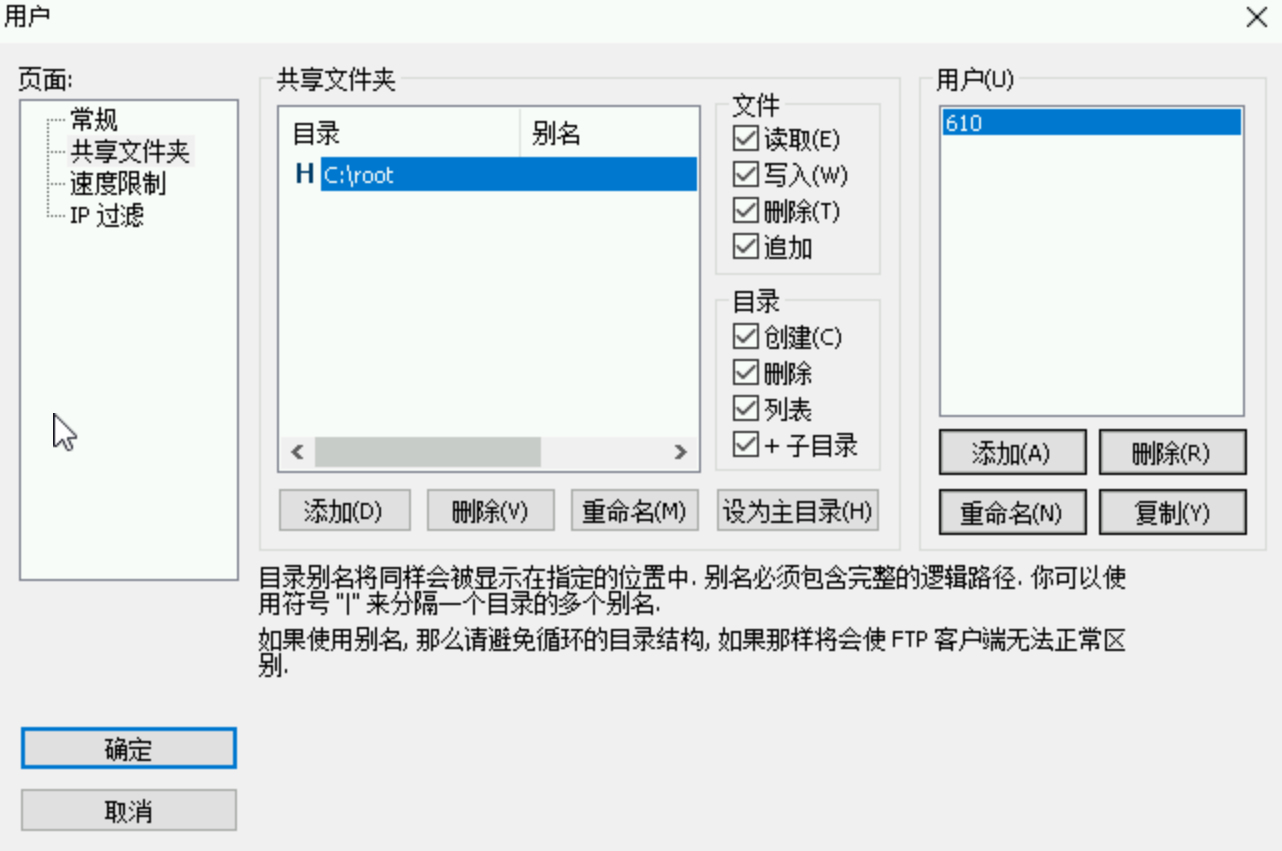 用户
页面:
常规
共享文件夹
速度限制
IP 过滤
共享文件夹
目录 别名
H C:\root
添加(D) 删除(V) 重命名(M) 设为主目录(H)
文件
读取(E)
写入(W)
删除(T)
追加
目录
创建(C)
删除
列表
+ 子目录
用户(U)
610
添加(A) 删除(R)
重命名(N) 复制(Y)
目录别名将同样会被显示在指定的位置中. 别名必须包含完整的逻辑路径. 你可以使
用符号 "|" 来分隔一个目录的多个别名.
如果使用别名, 那么请避免循环的目录结构, 如果那样将会使 FTP 客户端无法正常区
别.
确定
取消